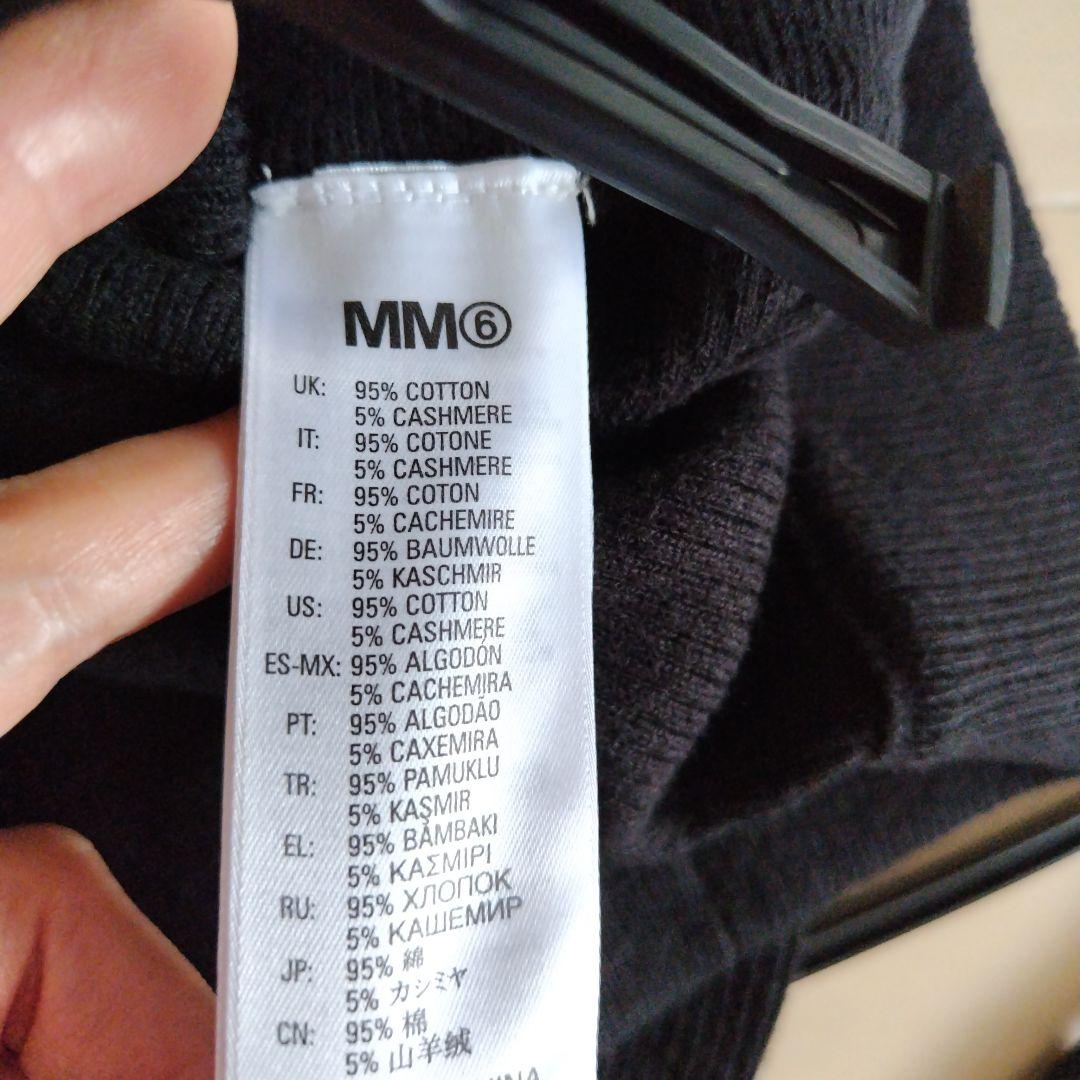 MM⑥
UK: 95% COTTON
5% CASHMERE
IT: 95% COTONE
5% CASHMERE
FR: 95% COTON
5% CACHEMIRE
DE: 95% BAUMWOLLE
5% KASCHMIR
US: 95% COTTON
5% CASHMERE
ES-MX: 95% ALGODÓN
5% CACHEMIRA
PT: 95% ALGODÃO
5% CAXEMIRA
TR: 95% PAMUKLU
5% KAŞMIR
EL: 95% ΒΑΜΒΑΚΙ
5% ΚΑΣΜΙΡΙ
RU: 95% ХЛОПОК
5% КАШЕМИР
JP: 95% 綿
5% カシミヤ
CN: 95% 棉
5% 山羊绒